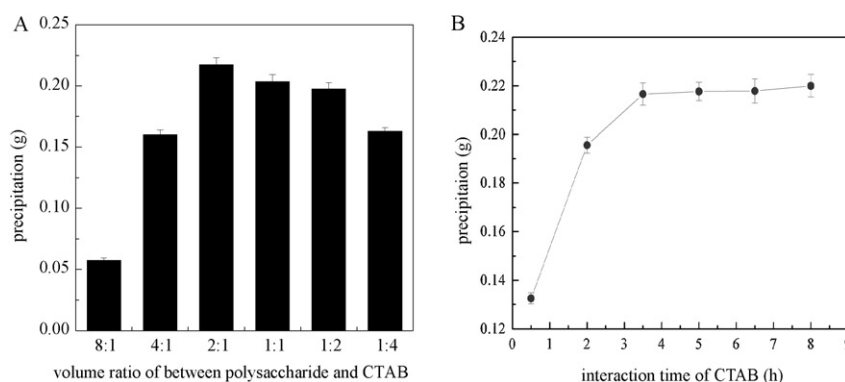 A
precipitation (g)
0.25
0.20
0.15
0.10
0.05
0.00
8:1 4:1 2:1 1:1 1:2 1:4
volume ratio of between polysaccharide and CTAB
B
precipitaion (g)
0.24
0.22
0.20
0.18
0.16
0.14
0.12
0 1 2 3 4 5 6 7 8 9
interaction time of CTAB (h)